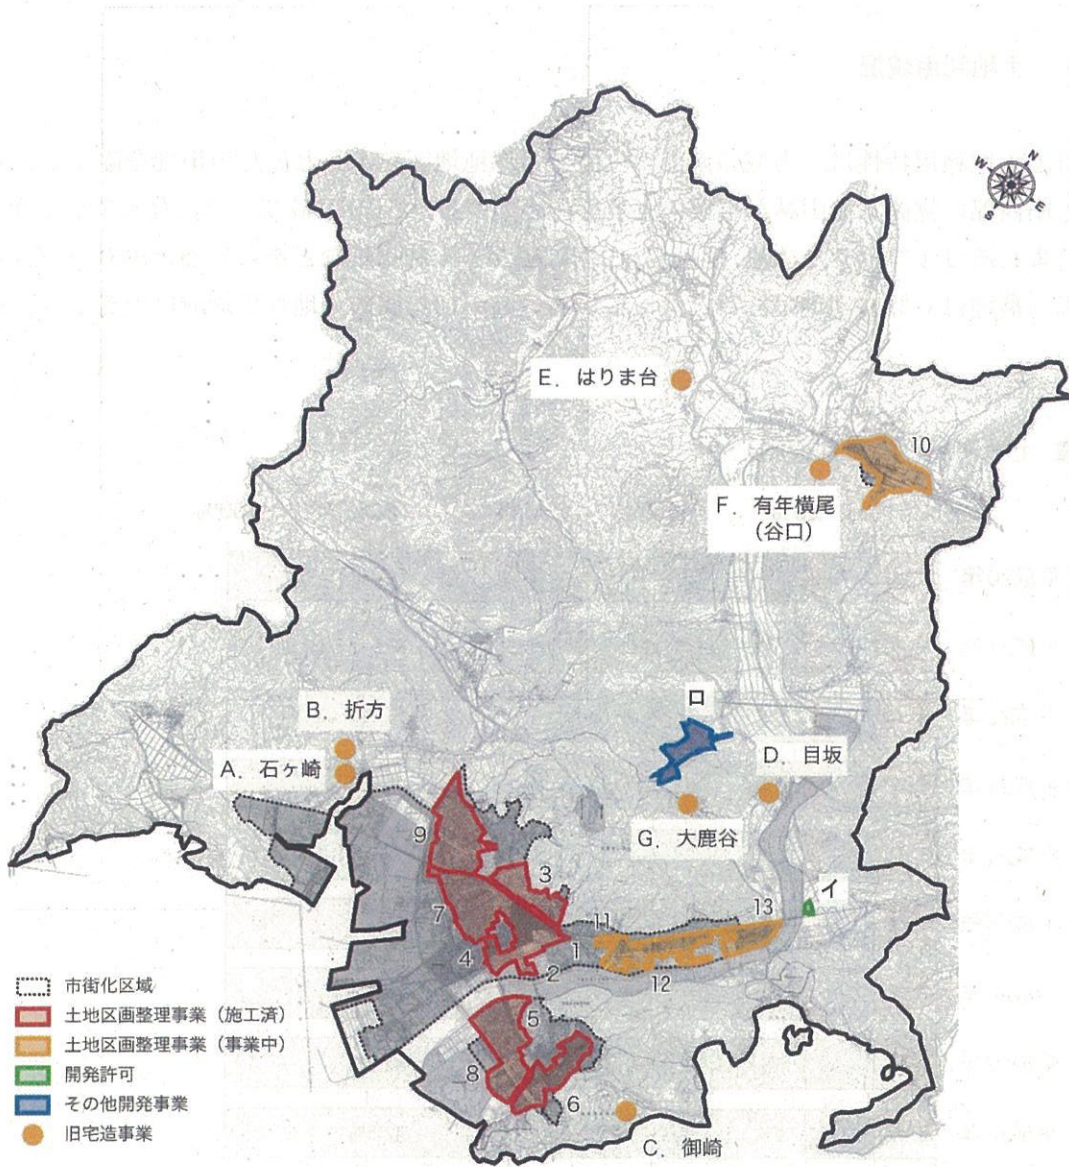 N
W
E
S
E. はりま台
10
F. 有年横尾
(谷口)
B. 折方
ロ
A. 石ヶ崎
D. 目坂
9
G. 大鹿谷
3
イ
7
13
11
4
1
2
12
5
8
6
C. 御崎
市街化区域
土地区画整理事業（施工済）
土地区画整理事業（事業中）
開発許可
その他開発事業
旧宅造事業